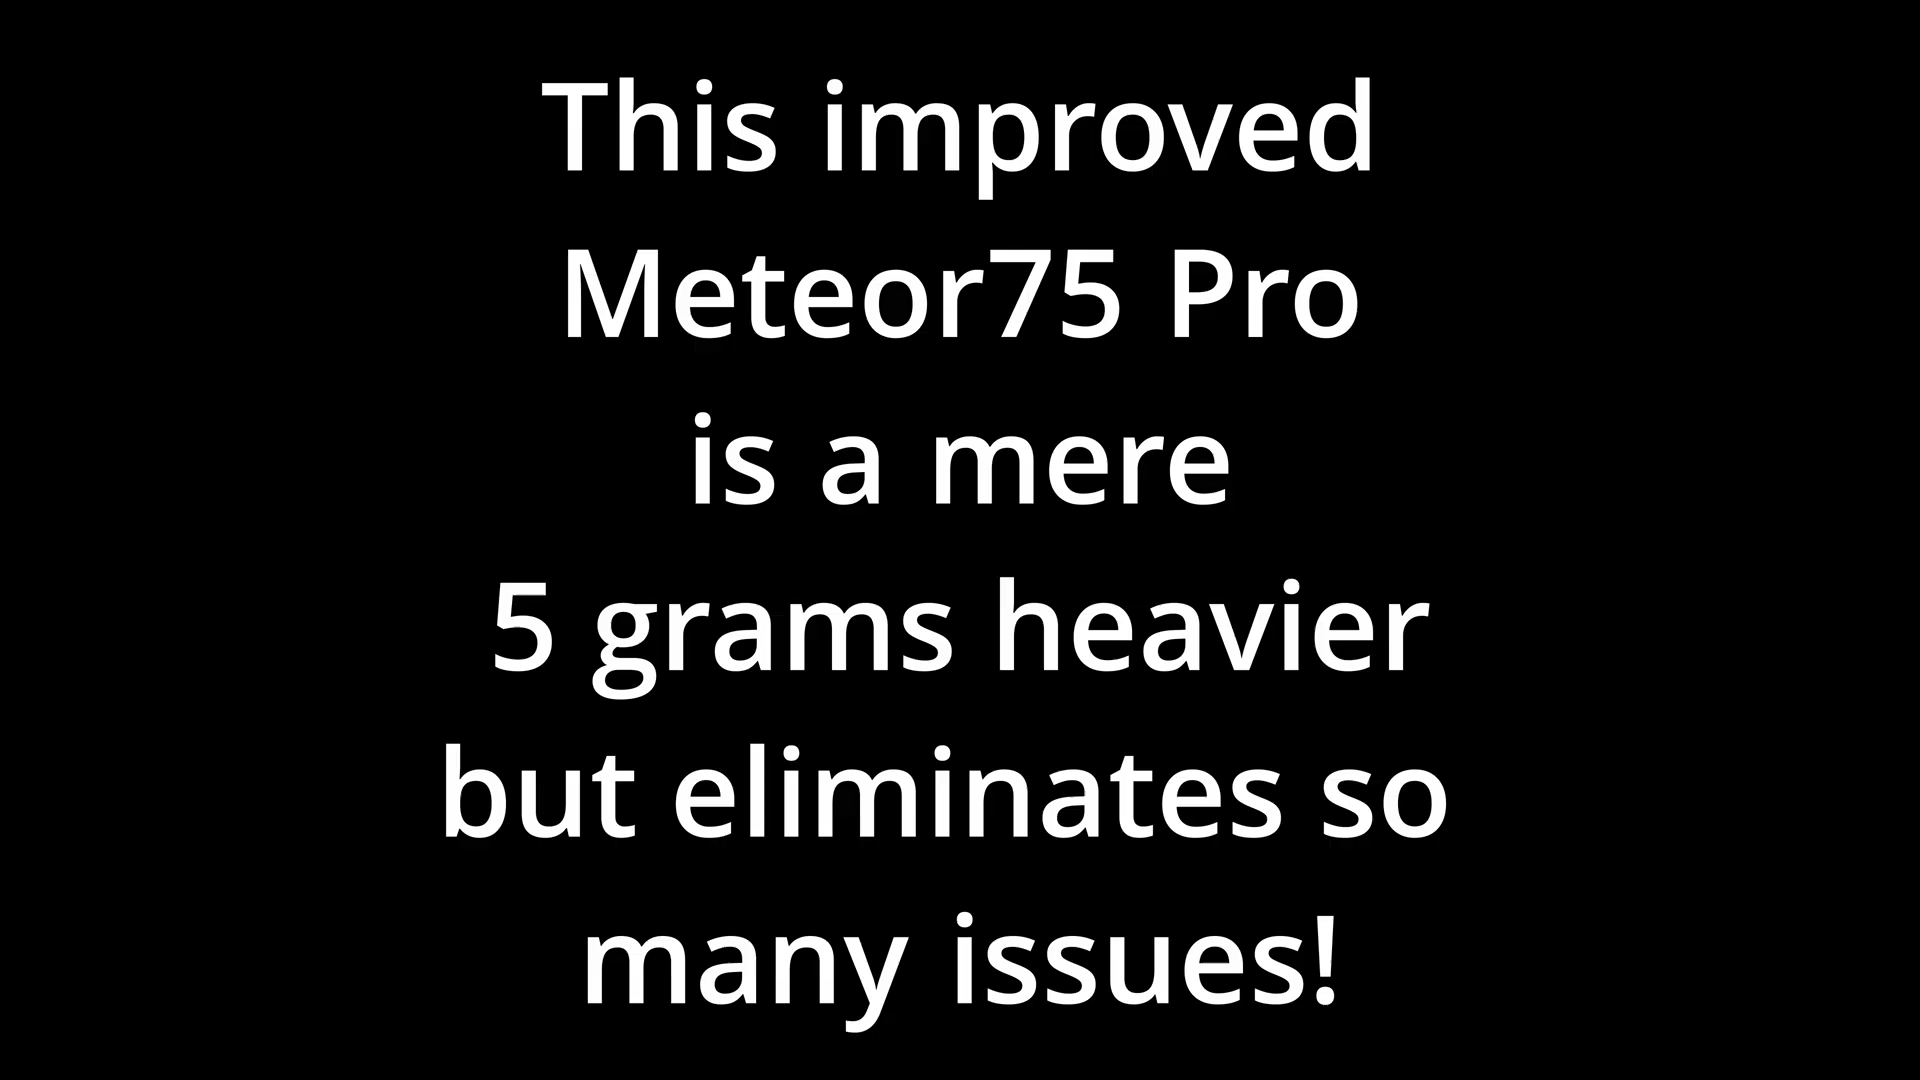 This improved
Meteor75 Pro
is a mere
5 grams heavier
but eliminates so
many issues!